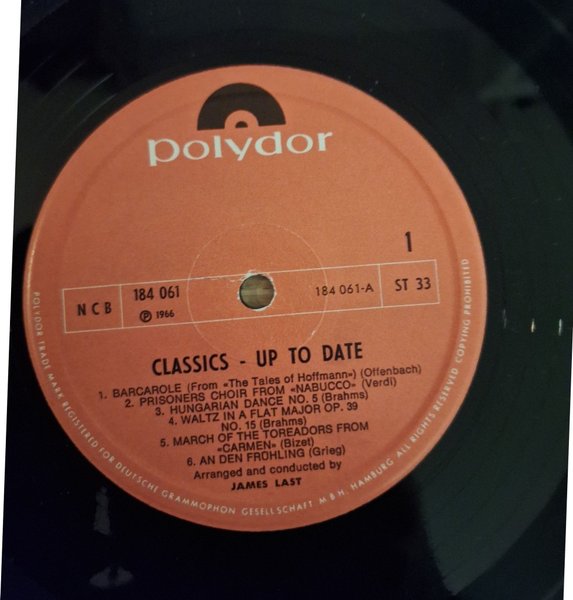 polydor
1
NCB
184 061
℗ 1966
184 061-A
ST 33
CLASSICS - UP TO DATE
1. BARCAROLE (From «The Tales of Hoffmann») (Offenbach)
2. PRISONERS CHOIR FROM «NABUCCO» (Verdi)
3. HUNGARIAN DANCE NO. 5 (Brahms)
4. WALTZ IN A FLAT MAJOR OP. 39
NO. 15 (Brahms)
5. MARCH OF THE TOREADORS FROM
«CARMEN» (Bizet)
6. AN DEN FRÜHLING (Grieg)
Arranged and conducted by
JAMES LAST
POLYDOR TRADE MARK REGISTERED FOR DEUTSCHE GRAMMOPHON GESELLSCHAFT M B H. HAMBURG ALL RIGHTS RESERVED COPYING PROHIBITED